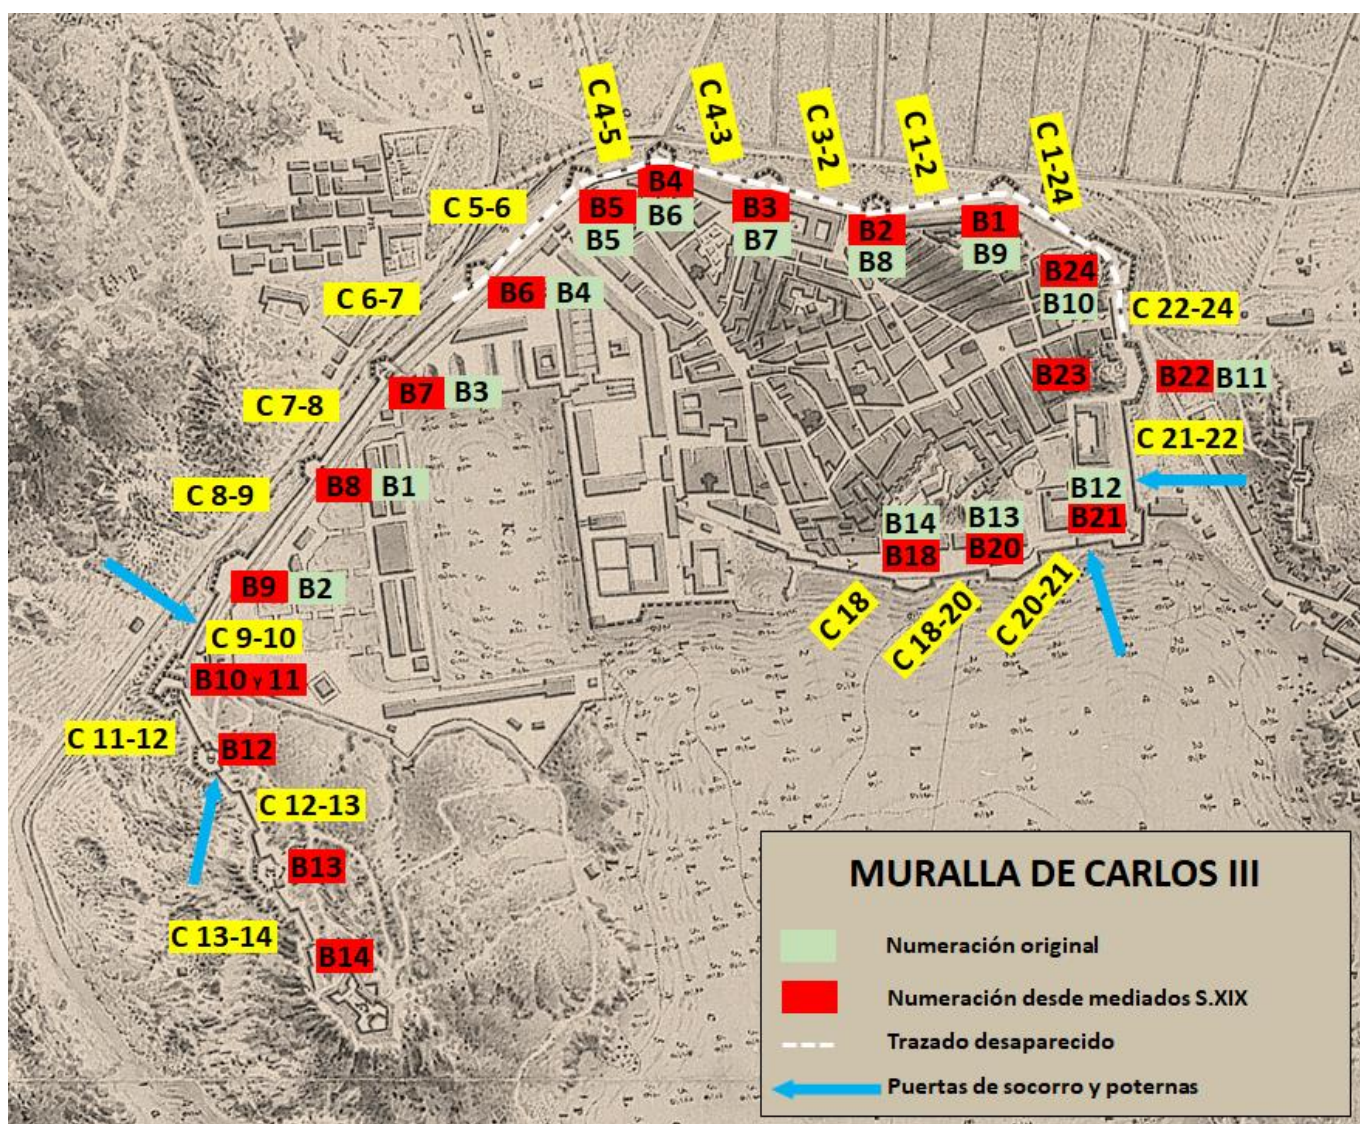 C 4-5
C 4-3
C 3-2
C 1-2
C 1-24
C 5-6
B4
B5
B6
B3
B2
B1
B5
B7
B8
B9
B24
B10
C 6-7
B6 B4
C 22-24
B23
B22 B11
C 7-8
B7 B3
C 21-22
C 8-9
B8 B1
B12
B14
B13
B21
B18
B20
B9 B2
C 18
C 18-20
C 20-21
C 9-10
B10 Y 11
C 11-12
B12
C 12-13
B13
C 13-14
B14
MURALLA DE CARLOS III
Numeración original
Numeración desde mediados S.XIX
Trazado desaparecido
Puertas de socorro y poternas